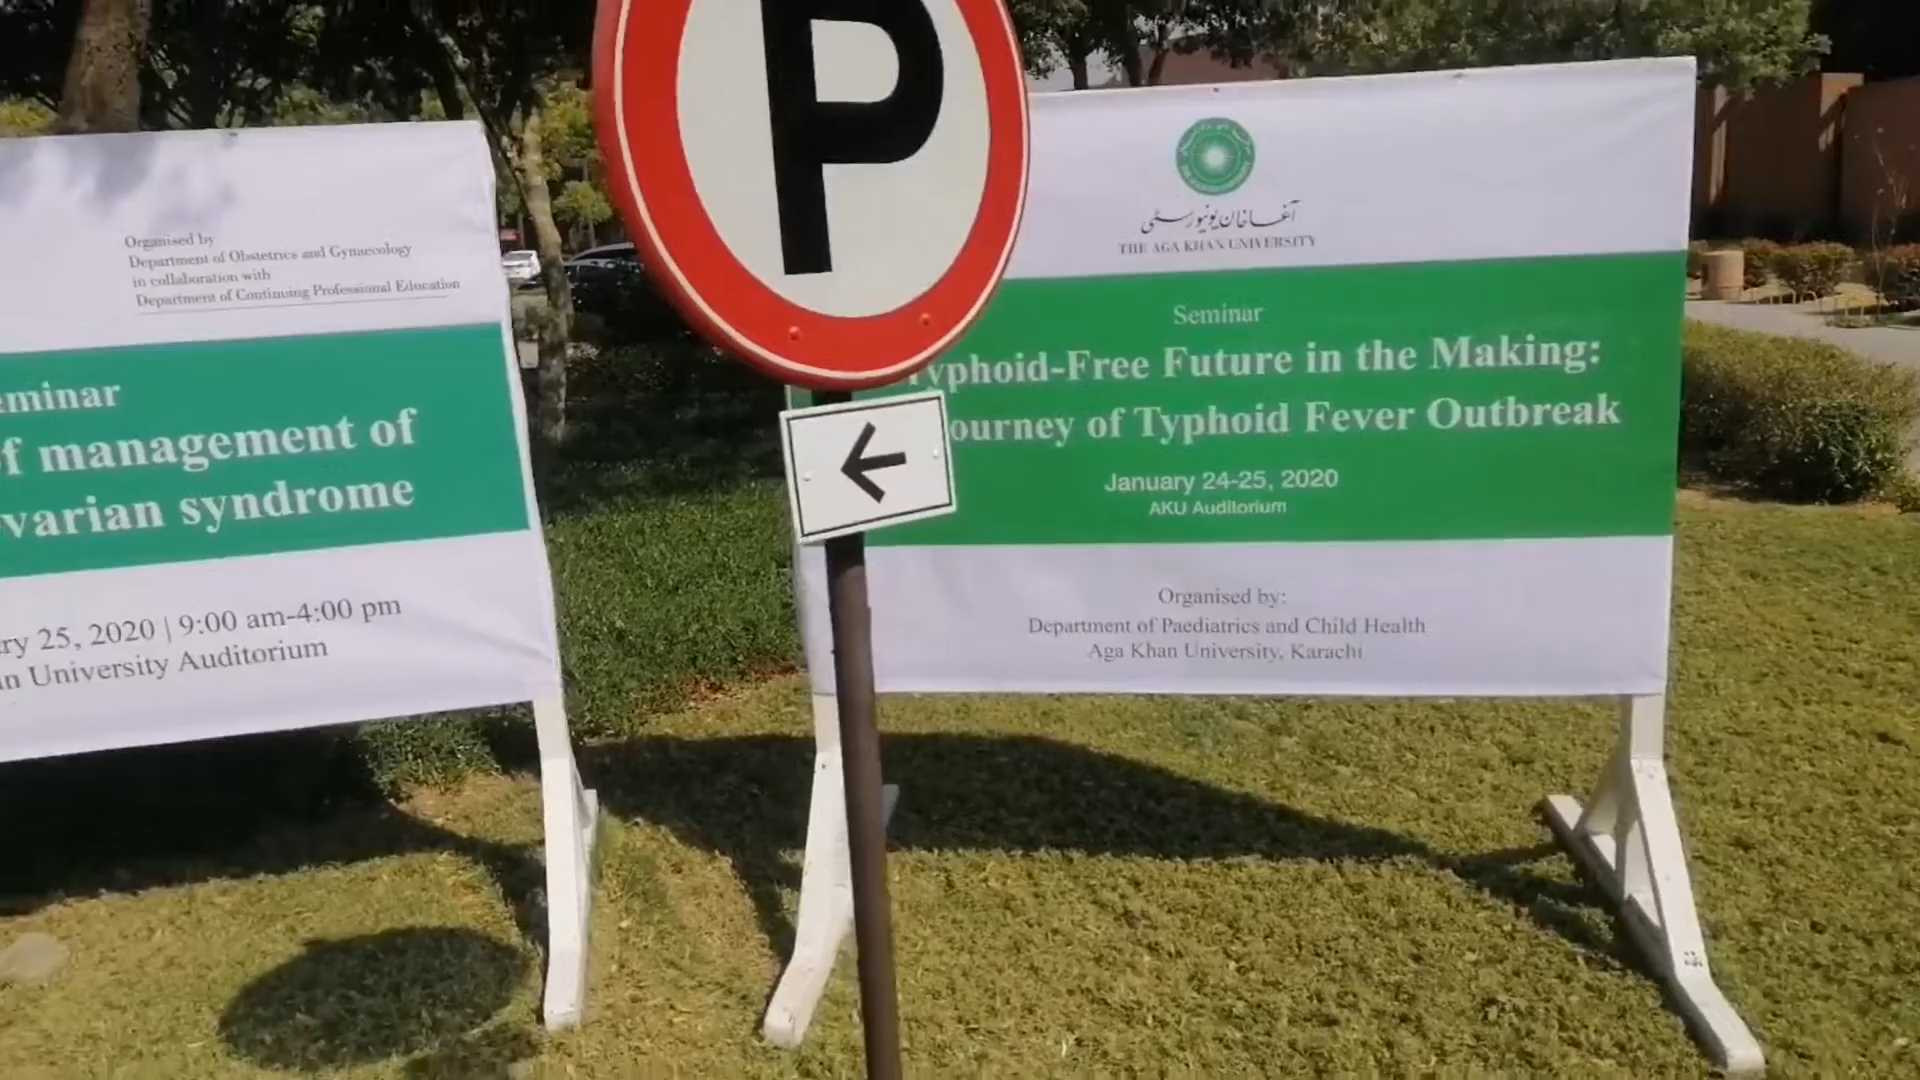 Organised by
Department of Obstetrics and Gynaecology
in collaboration with
Department of Continuing Professional Education
eminar
f management of
varian syndrome
ry 25, 2020 | 9:00 am-4:00 pm
n University Auditorium
P
آغا خان یونیورسٹی
THE AGA KHAN UNIVERSITY
Seminar
Typhoid-Free Future in the Making:
ourney of Typhoid Fever Outbreak
January 24-25, 2020
AKU Auditorium
Organised by:
Department of Paediatrics and Child Health
Aga Khan University, Karachi